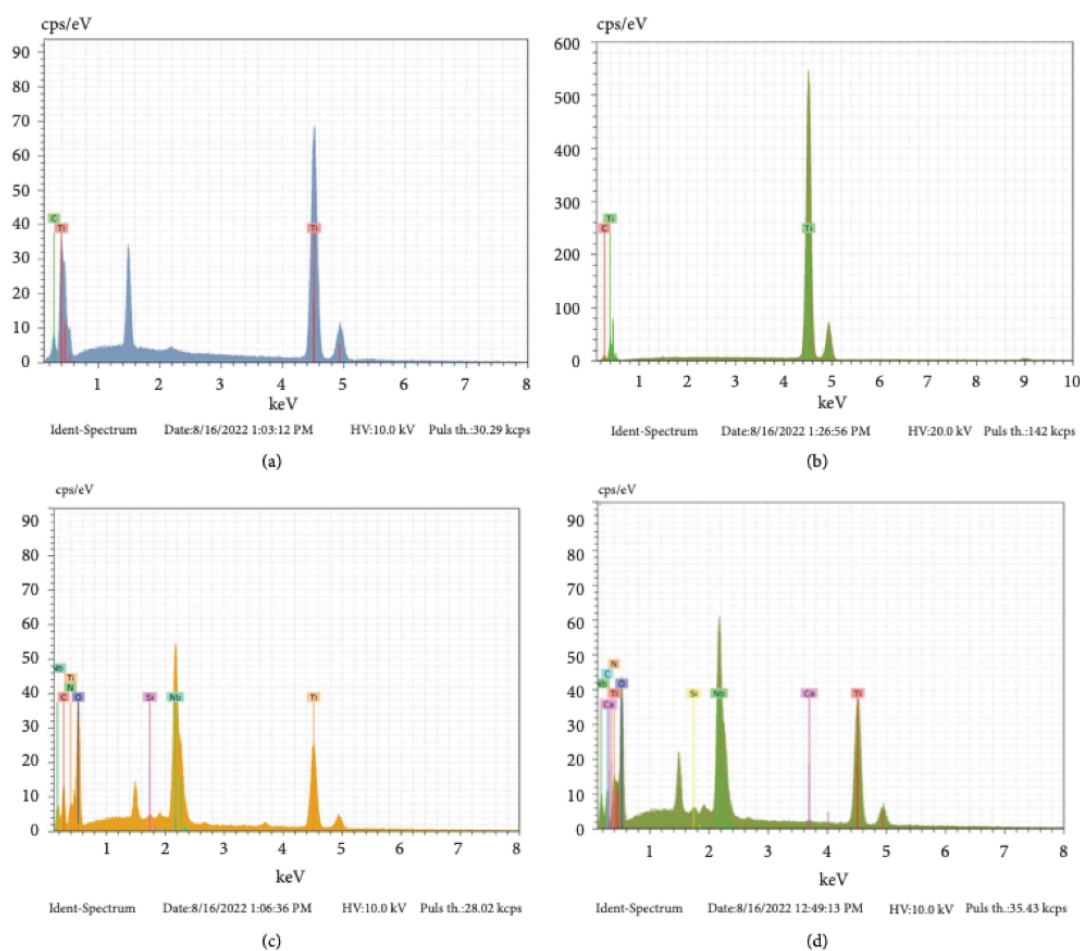 cps/eV
90
80
70
60
50
40
30
20
10
0
C
Ti
Ti
1 2 3 4 5 6 7 8
keV
Ident-Spectrum Date:8/16/2022 1:03:12 PM HV:10.0 kV Puls th.:30.29 kcps
(a)
cps/eV
600
500
400
300
200
100
0
Ti
C
Ti
1 2 3 4 5 6 7 8 9 10
keV
Ident-Spectrum Date:8/16/2022 1:26:56 PM HV:20.0 kV Puls th.:142 kcps
(b)
cps/eV
90
80
70
60
50
40
30
20
10
0
Nb
Ti
N
C O Si Nb Ti
1 2 3 4 5 6 7 8
keV
Ident-Spectrum Date:8/16/2022 1:06:36 PM HV:10.0 kV Puls th.:28.02 kcps
(c)
cps/eV
90
80
70
60
50
40
30
20
10
0
N
C
Nb O
Ti Si Nb Ca Ti
Ca
1 2 3 4 5 6 7 8
keV
Ident-Spectrum Date:8/16/2022 12:49:13 PM HV:10.0 kV Puls th.:35.43 kcps
(d)